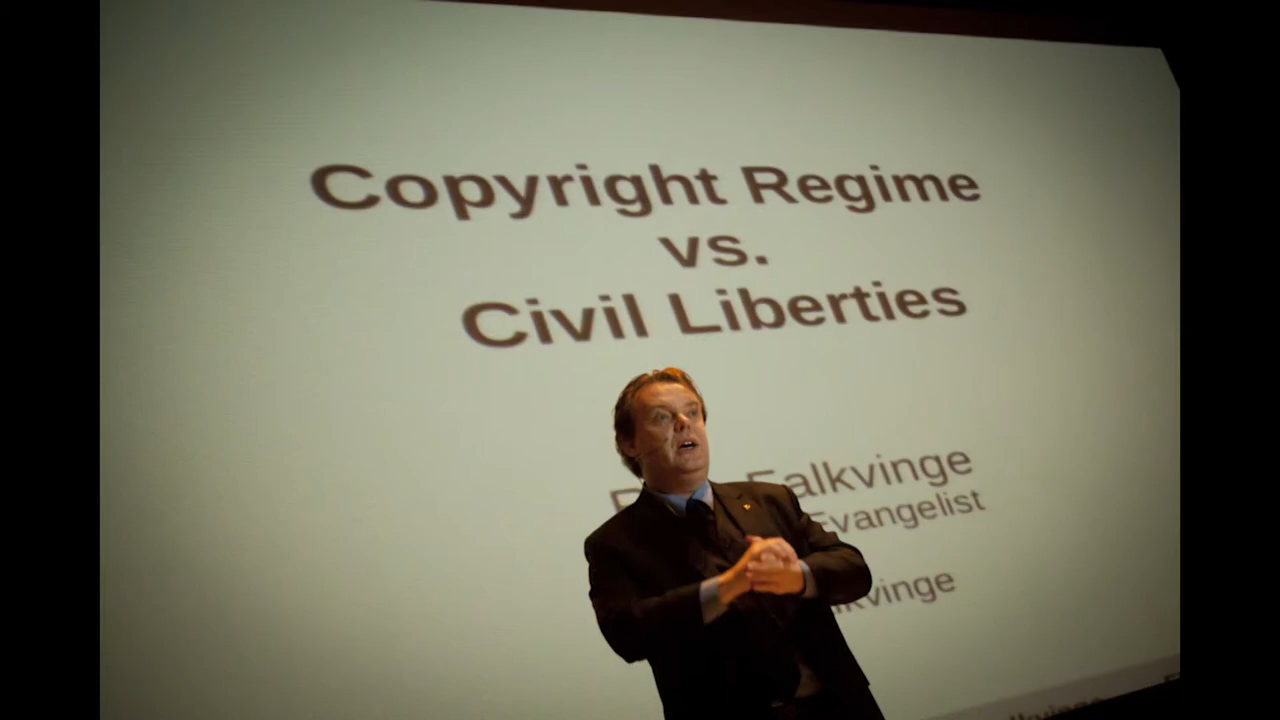 Copyright Regime
vs.
Civil Liberties
Falkvinge
Evangelist